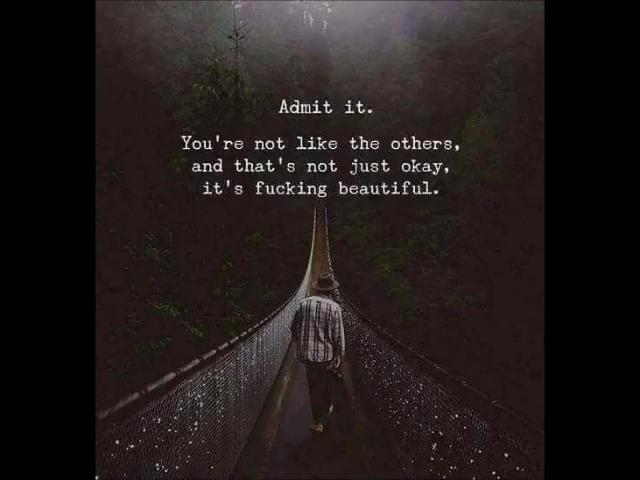 Admit it.
You're not like the others,
and that's not just okay,
it's fucking beautiful.